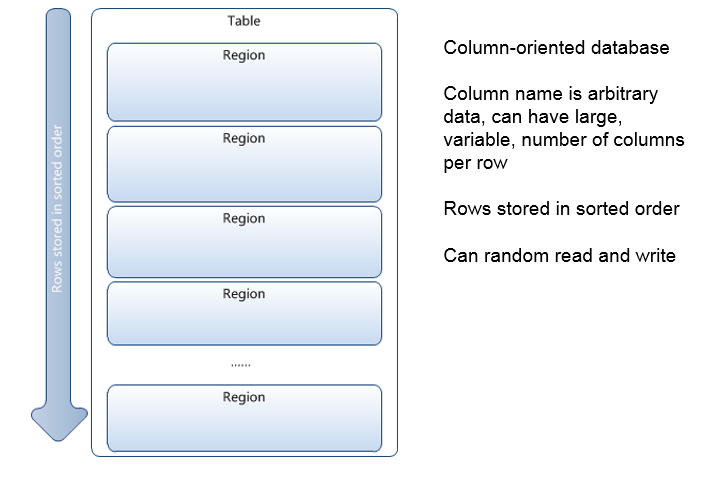 Table
Region
Region
Region
Region
......
Region
Rows stored in sorted order
Column-oriented database
Column name is arbitrary
data, can have large,
variable, number of columns
per row
Rows stored in sorted order
Can random read and write